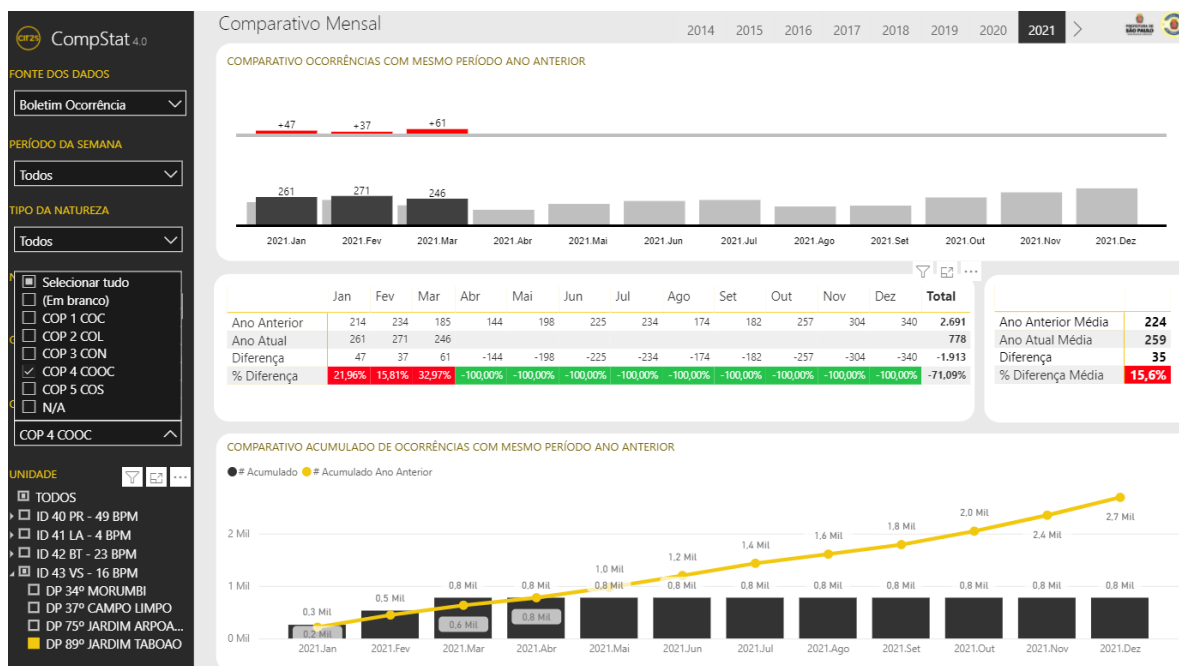 CIT25
CompStat 4.0
FONTE DOS DADOS
Boletim Ocorrência
PERÍODO DA SEMANA
Todos
TIPO DA NATUREZA
Todos
Selecionar tudo
(Em branco)
COP 1 COC
COP 2 COL
COP 3 CON
COP 4 COOC
COP 5 COS
N/A
COP 4 COOC
UNIDADE
TODOS
ID 40 PR - 49 BPM
ID 41 LA - 4 BPM
ID 42 BT - 23 BPM
ID 43 VS - 16 BPM
DP 34º MORUMBI
DP 37º CAMPO LIMPO
DP 75º JARDIM ARPOA...
DP 89º JARDIM TABOAO
Comparativo Mensal
2014 2015 2016 2017 2018 2019 2020 2021
PREFEITURA DE
SÃO PAULO
COMPARATIVO OCORRÊNCIAS COM MESMO PERÍODO ANO ANTERIOR
+47 +37 +61
261 271 246
2021.Jan 2021.Fev 2021.Mar 2021.Abr 2021.Mai 2021.Jun 2021.Jul 2021.Ago 2021.Set 2021.Out 2021.Nov 2021.Dez
Jan Fev Mar Abr Mai Jun Jul Ago Set Out Nov Dez Total
Ano Anterior 214 234 185 144 198 225 234 174 182 257 304 340 2.691
Ano Atual 261 271 246 778
Diferença 47 37 61 -144 -198 -225 -234 -174 -182 -257 -304 -340 -1.913
% Diferença 21,96% 15,81% 32,97% -100,00% -100,00% -100,00% -100,00% -100,00% -100,00% -100,00% -100,00% -100,00% -71,09%
Ano Anterior Média 224
Ano Atual Média 259
Diferença 35
% Diferença Média 15,6%
COMPARATIVO ACUMULADO DE OCORRÊNCIAS COM MESMO PERÍODO ANO ANTERIOR
# Acumulado # Acumulado Ano Anterior
2 Mil
1 Mil
0 Mil
0,3 Mil 0,5 Mil 0,8 Mil 0,8 Mil 0,8 Mil 0,8 Mil 0,8 Mil 0,8 Mil 0,8 Mil 0,8 Mil 0,8 Mil 0,8 Mil
0,2 Mil 0,6 Mil 0,8 Mil 1,0 Mil 1,2 Mil 1,4 Mil 1,6 Mil 1,8 Mil 2,0 Mil 2,4 Mil 2,7 Mil
2021.Jan 2021.Fev 2021.Mar 2021.Abr 2021.Mai 2021.Jun 2021.Jul 2021.Ago 2021.Set 2021.Out 2021.Nov 2021.Dez